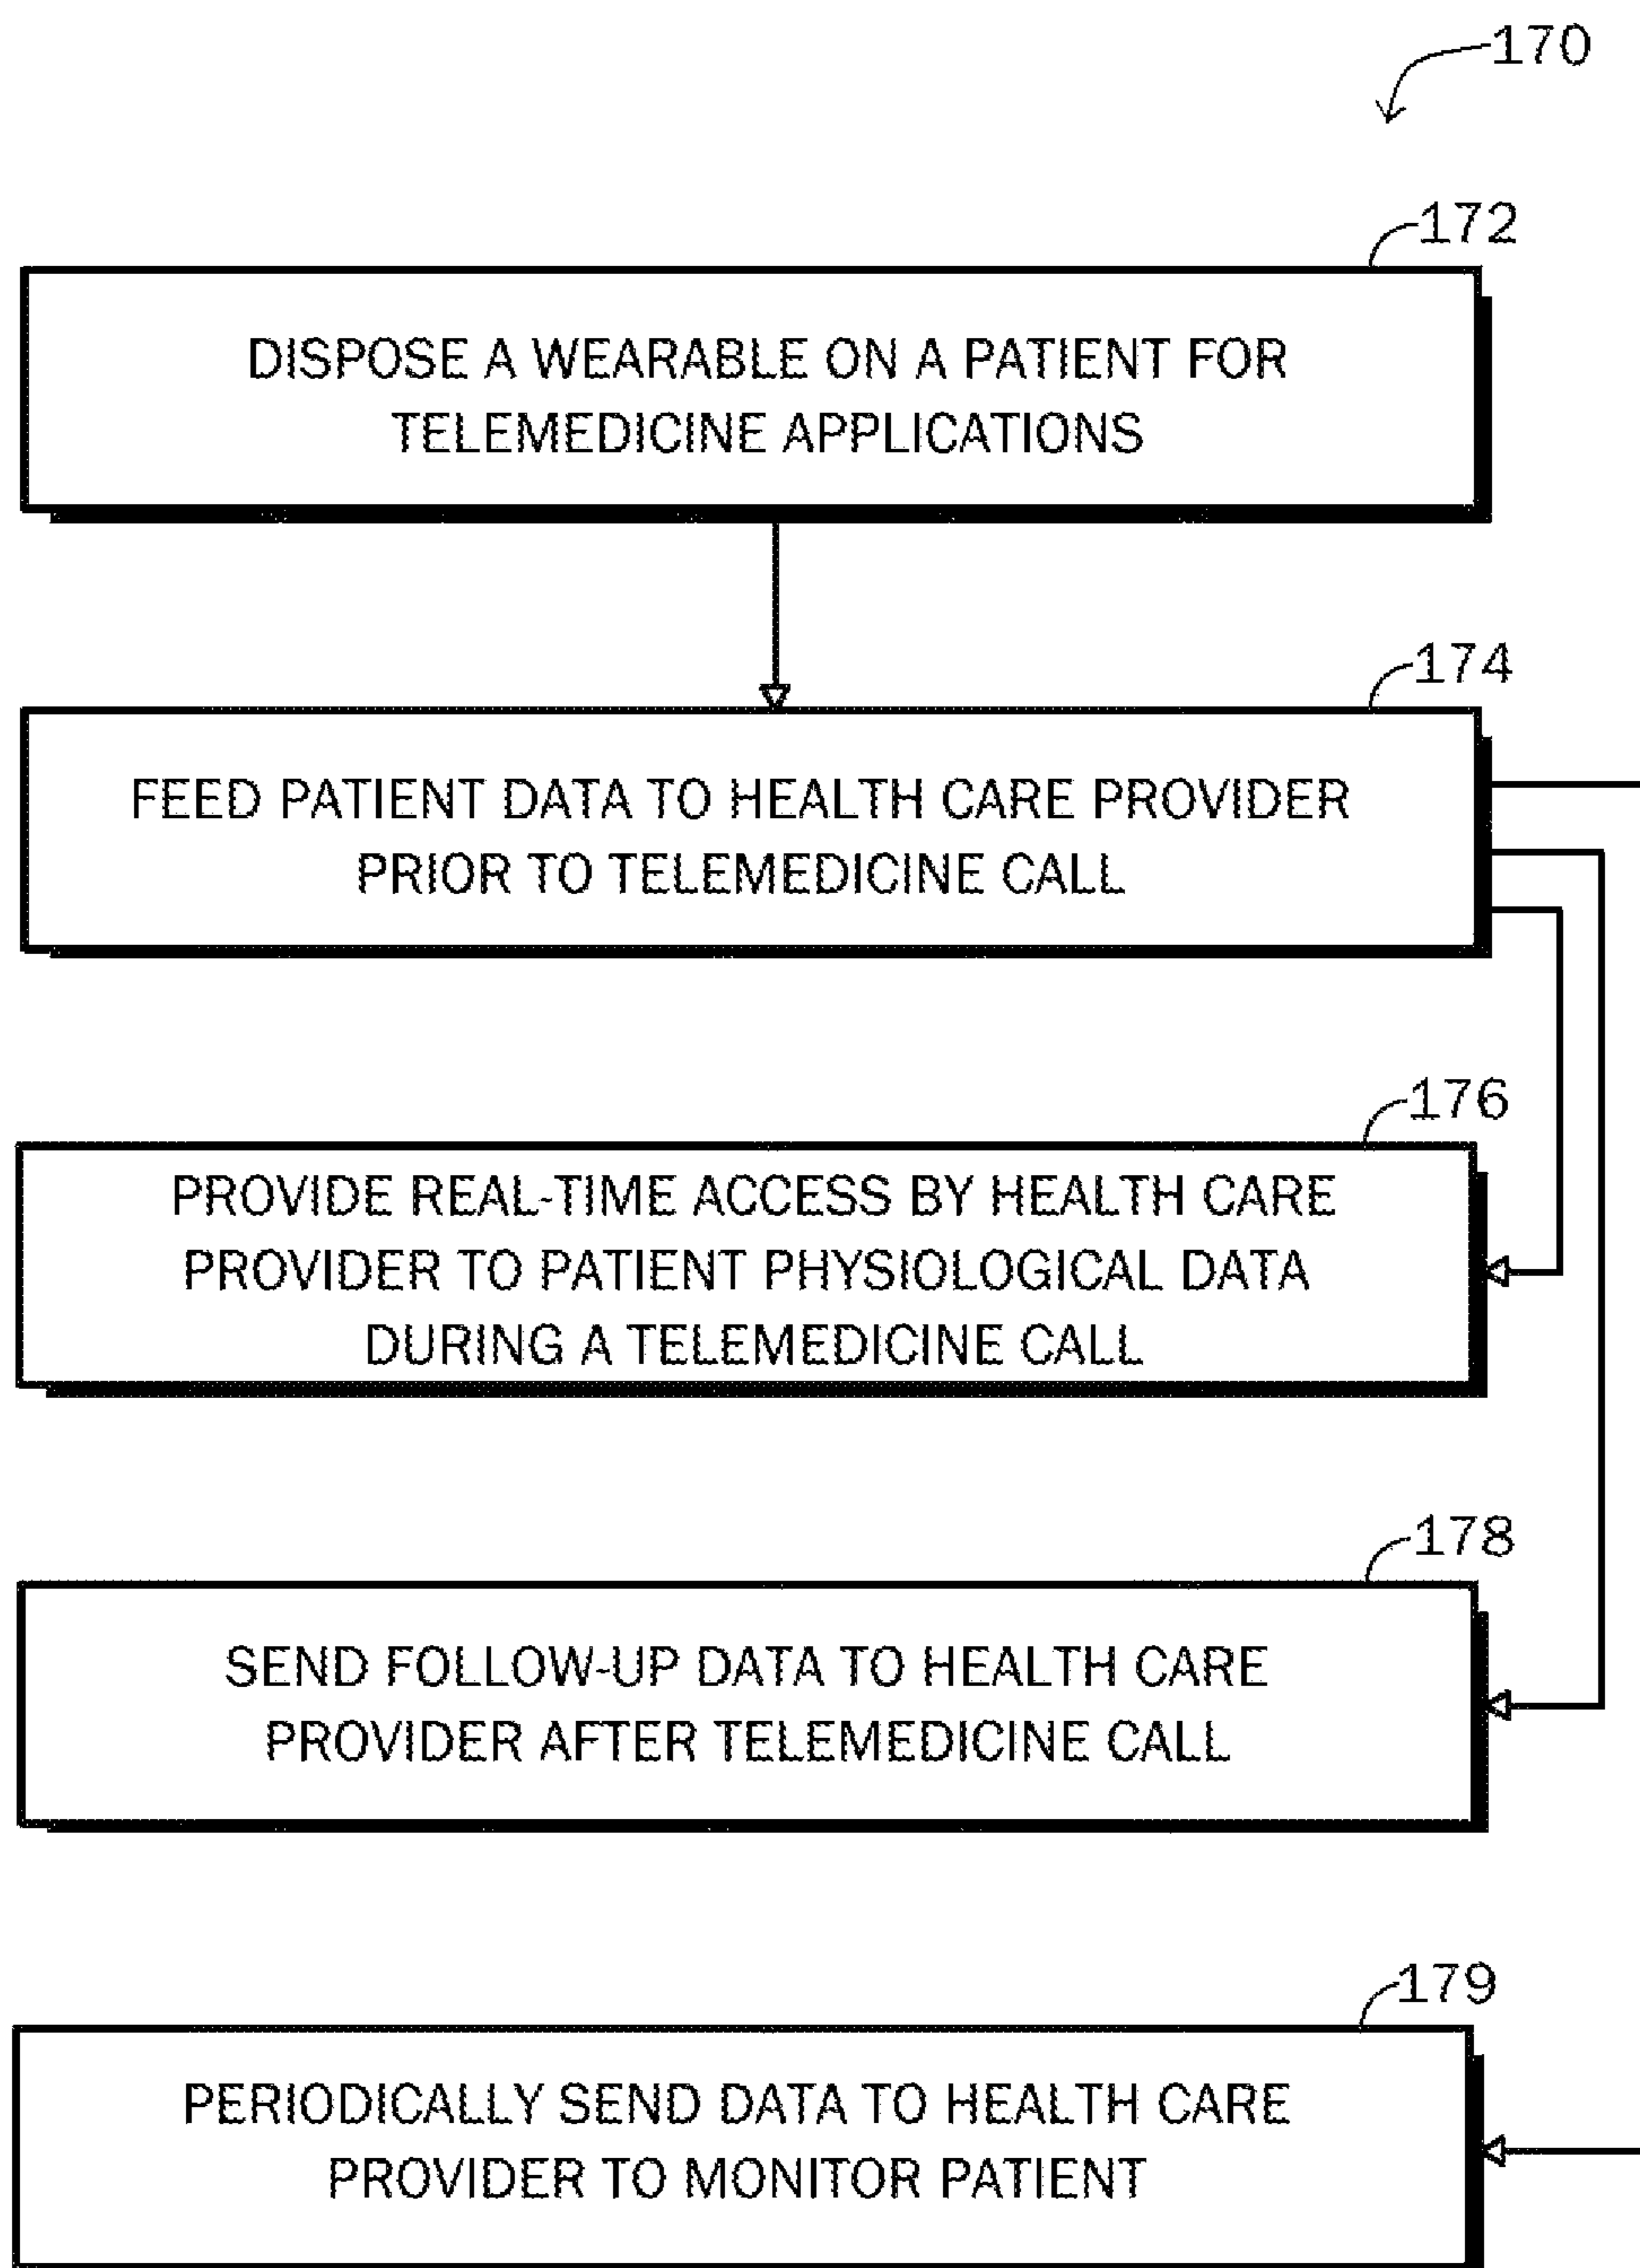 170
172
DISPOSE A WEARABLE ON A PATIENT FOR
TELEMEDICINE APPLICATIONS
174
FEED PATIENT DATA TO HEALTH CARE PROVIDER
PRIOR TO TELEMEDICINE CALL
176
PROVIDE REAL-TIME ACCESS BY HEALTH CARE
PROVIDER TO PATIENT PHYSIOLOGICAL DATA
DURING A TELEMEDICINE CALL
178
SEND FOLLOW-UP DATA TO HEALTH CARE
PROVIDER AFTER TELEMEDICINE CALL
179
PERIODICALLY SEND DATA TO HEALTH CARE
PROVIDER TO MONITOR PATIENT